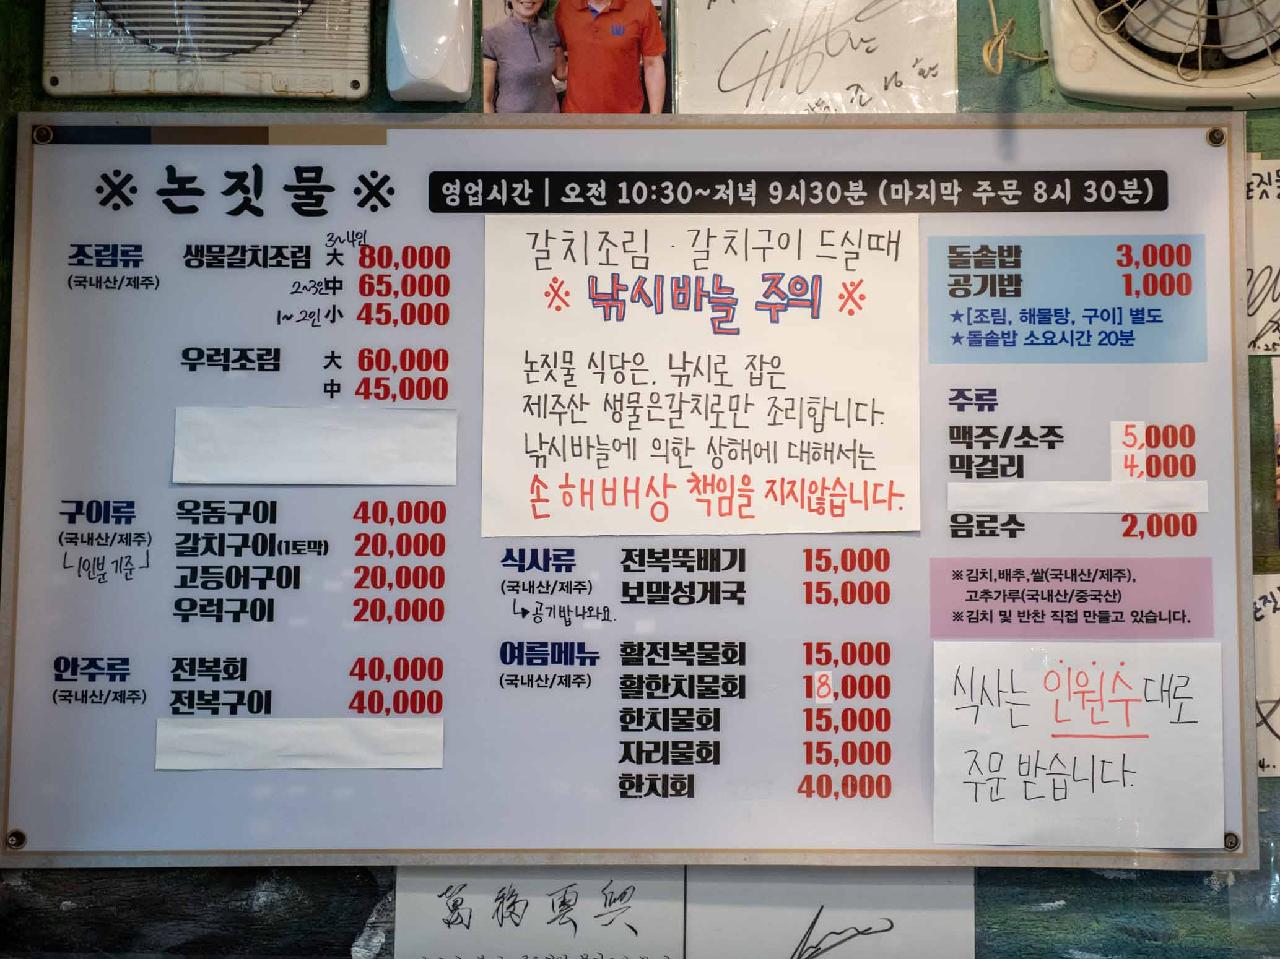 조 남 현
※ 논짓물 ※
영업시간 | 오전 10:30~저녁 9시30분 (마지막 주문 8시 30분)
조림류
(국내산/제주)
생물갈치조림 3~4인 大 80,000
2~3인 中 65,000
1~2인 小 45,000
우럭조림 大 60,000
中 45,000
구이류
(국내산/제주)
1인분 기준
옥돔구이 40,000
갈치구이(1토막) 20,000
고등어구이 20,000
우럭구이 20,000
안주류
(국내산/제주)
전복회 40,000
전복구이 40,000
갈치조림 · 갈치구이 드실때
※ 낚시바늘 주의 ※
논짓물 식당은, 낚시로 잡은
제주산 생물은갈치로만 조리합니다.
낚시바늘에 의한 상해에 대해서는
손해배상 책임을 지지않습니다.
식사류
(국내산/제주)
↳공기밥나와요.
전복뚝배기 15,000
보말성게국 15,000
여름메뉴
(국내산/제주)
활전복물회 15,000
활한치물회 18,000
한치물회 15,000
자리물회 15,000
한치회 40,000
돌솥밥 3,000
공기밥 1,000
★[조림, 해물탕, 구이] 별도
★돌솥밥 소요시간 20분
주류
맥주/소주 5,000
막걸리 4,000
음료수 2,000
※김치,배추,쌀(국내산/제주),
고추가루(국내산/중국산)
※김치 및 반찬 직접 만들고 있습니다.
식사는 인원수대로
주문 받습니다.